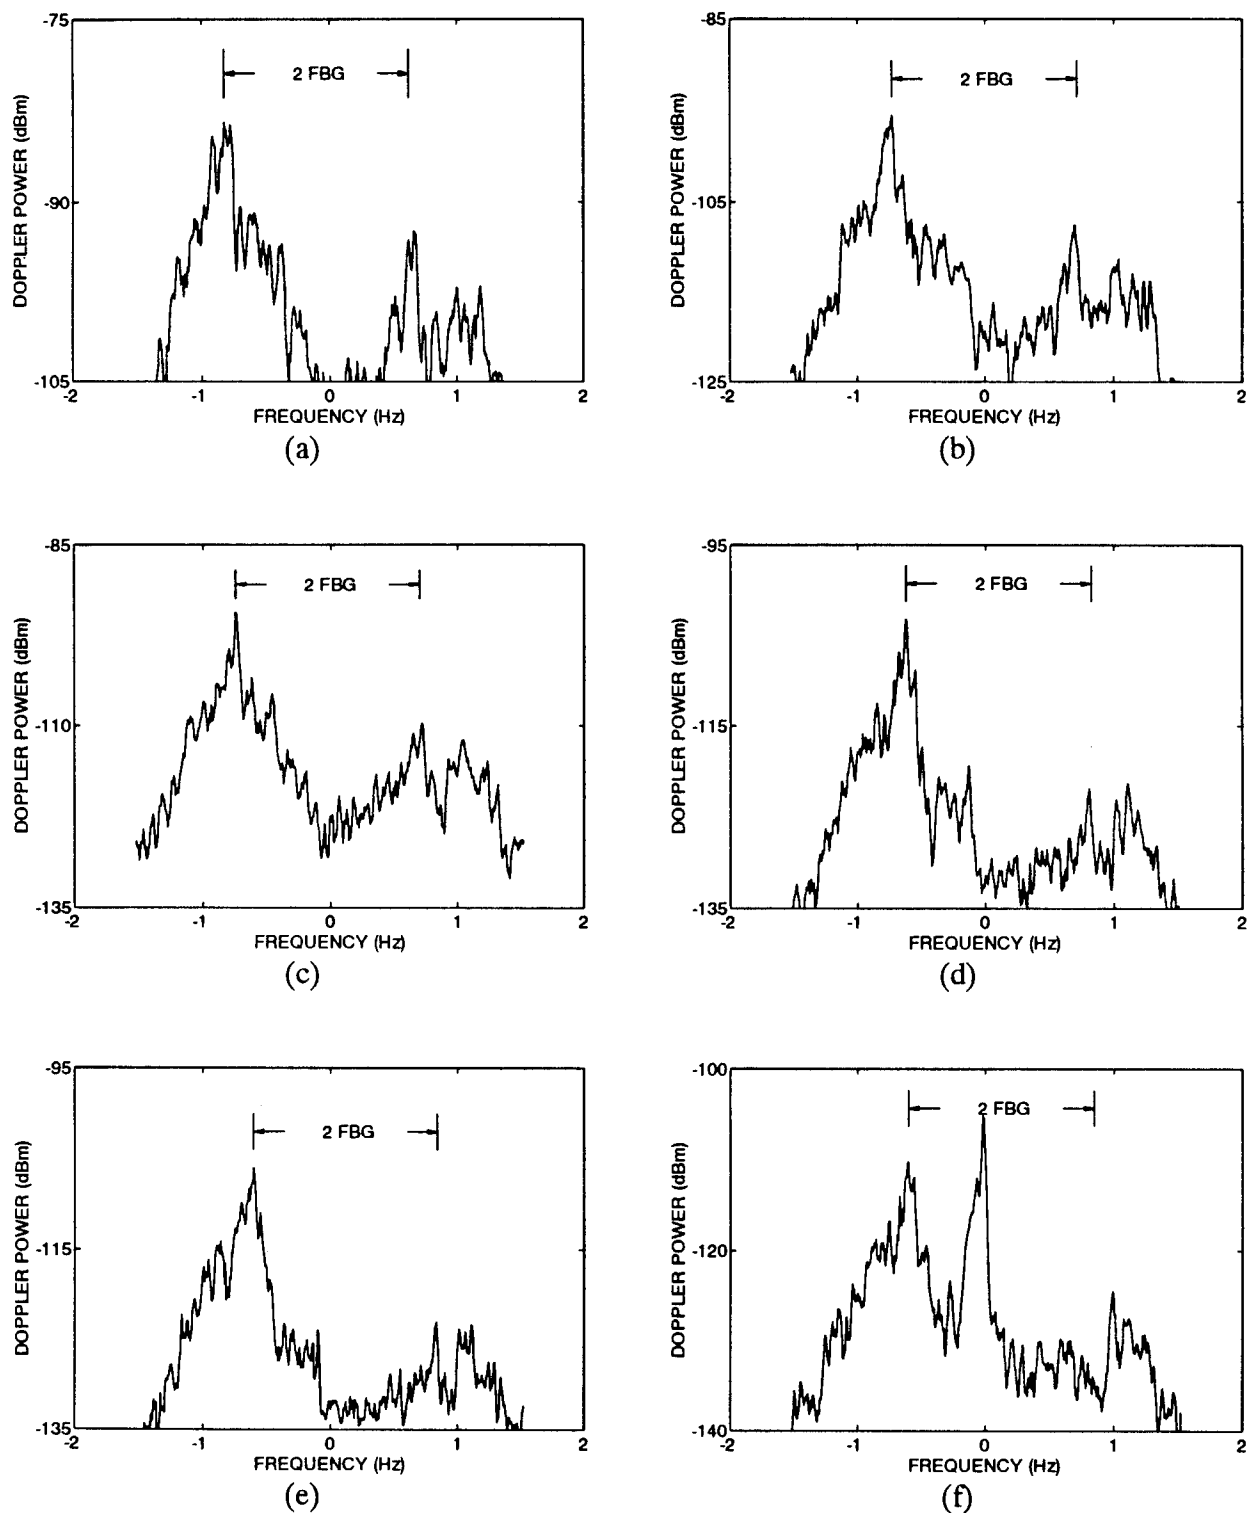 -75
-90
-105
DOPPLER POWER (dBm)
2 FBG
-2 -1 0 1 2
FREQUENCY (Hz)
(a)
-85
-105
-125
DOPPLER POWER (dBm)
2 FBG
-2 -1 0 1 2
FREQUENCY (Hz)
(b)
-85
-110
-135
DOPPLER POWER (dBm)
2 FBG
-2 -1 0 1 2
FREQUENCY (Hz)
(c)
-95
-115
-135
DOPPLER POWER (dBm)
2 FBG
-2 -1 0 1 2
FREQUENCY (Hz)
(d)
-95
-115
-135
DOPPLER POWER (dBm)
2 FBG
-2 -1 0 1 2
FREQUENCY (Hz)
(e)
-100
-120
-140
DOPPLER POWER (dBm)
2 FBG
-2 -1 0 1 2
FREQUENCY (Hz)
(f)